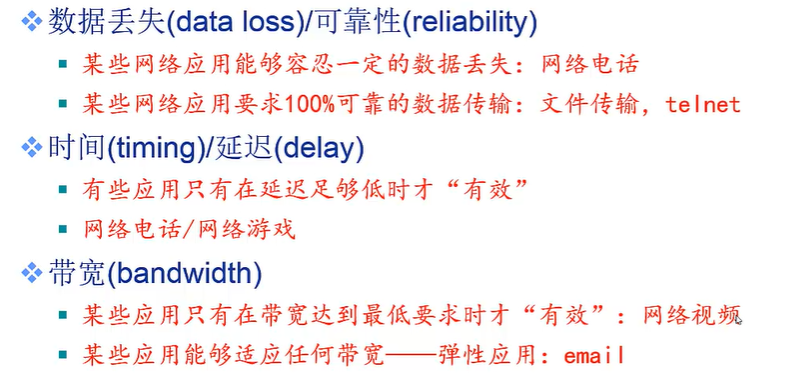 数据丢失(data loss)/可靠性(reliability)
某些网络应用能够容忍一定的数据丢失：网络电话
某些网络应用要求100%可靠的数据传输：文件传输，telnet
时间(timing)/延迟(delay)
有些应用只有在延迟足够低时才“有效”
网络电话/网络游戏
带宽(bandwidth)
某些应用只有在带宽达到最低要求时才“有效”：网络视频
某些应用能够适应任何带宽——弹性应用：email